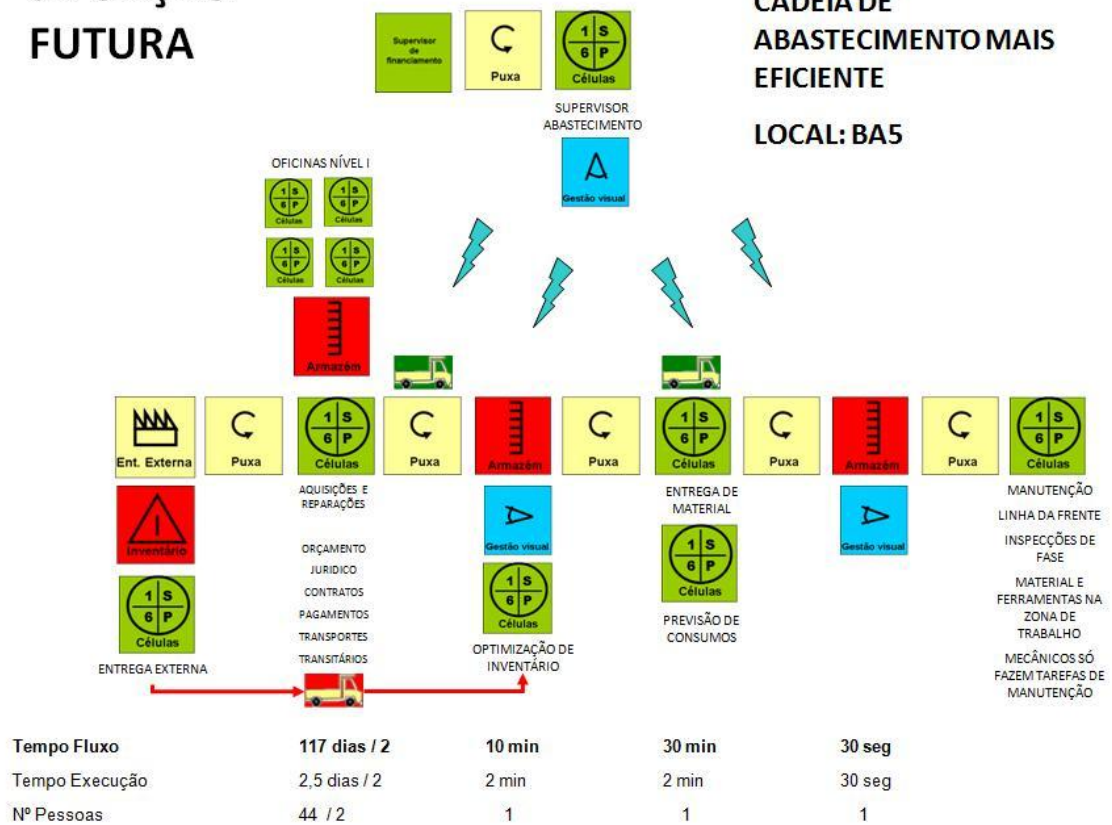 FUTURA
CADEIA DE
ABASTECIMENTO MAIS
EFICIENTE
LOCAL: BA5
Supervisor
de
financiamento
Puxa
1 S
6 P
Células
SUPERVISOR
ABASTECIMENTO
Gestão visual
OFICINAS NÍVEL I
1 S
6 P
Células
1 S
6 P
Células
1 S
6 P
Células
1 S
6 P
Células
Armazém
Ent. Externa
Puxa
1 S
6 P
Células
Puxa
Armazém
Puxa
1 S
6 P
Células
Puxa
Armazém
Puxa
1 S
6 P
Células
Inventário
1 S
6 P
Células
ENTREGA EXTERNA
AQUISIÇÕES E
REPARAÇÕES
ORÇAMENTO
JURIDICO
CONTRATOS
PAGAMENTOS
TRANSPORTES
TRANSITÁRIOS
Gestão visual
1 S
6 P
Células
OPTIMIZAÇÃO DE
INVENTÁRIO
ENTREGA DE
MATERIAL
1 S
6 P
Células
PREVISÃO DE
CONSUMOS
Gestão visual
MANUTENÇÃO
LINHA DA FRENTE
INSPECÇÕES DE
FASE
MATERIAL E
FERRAMENTAS NA
ZONA DE
TRABALHO
MECÂNICOS SÓ
FAZEM TAREFAS DE
MANUTENÇÃO
Tempo Fluxo 117 dias / 2 10 min 30 min 30 seg
Tempo Execução 2,5 dias / 2 2 min 2 min 30 seg
Nº Pessoas 44 / 2 1 1 1